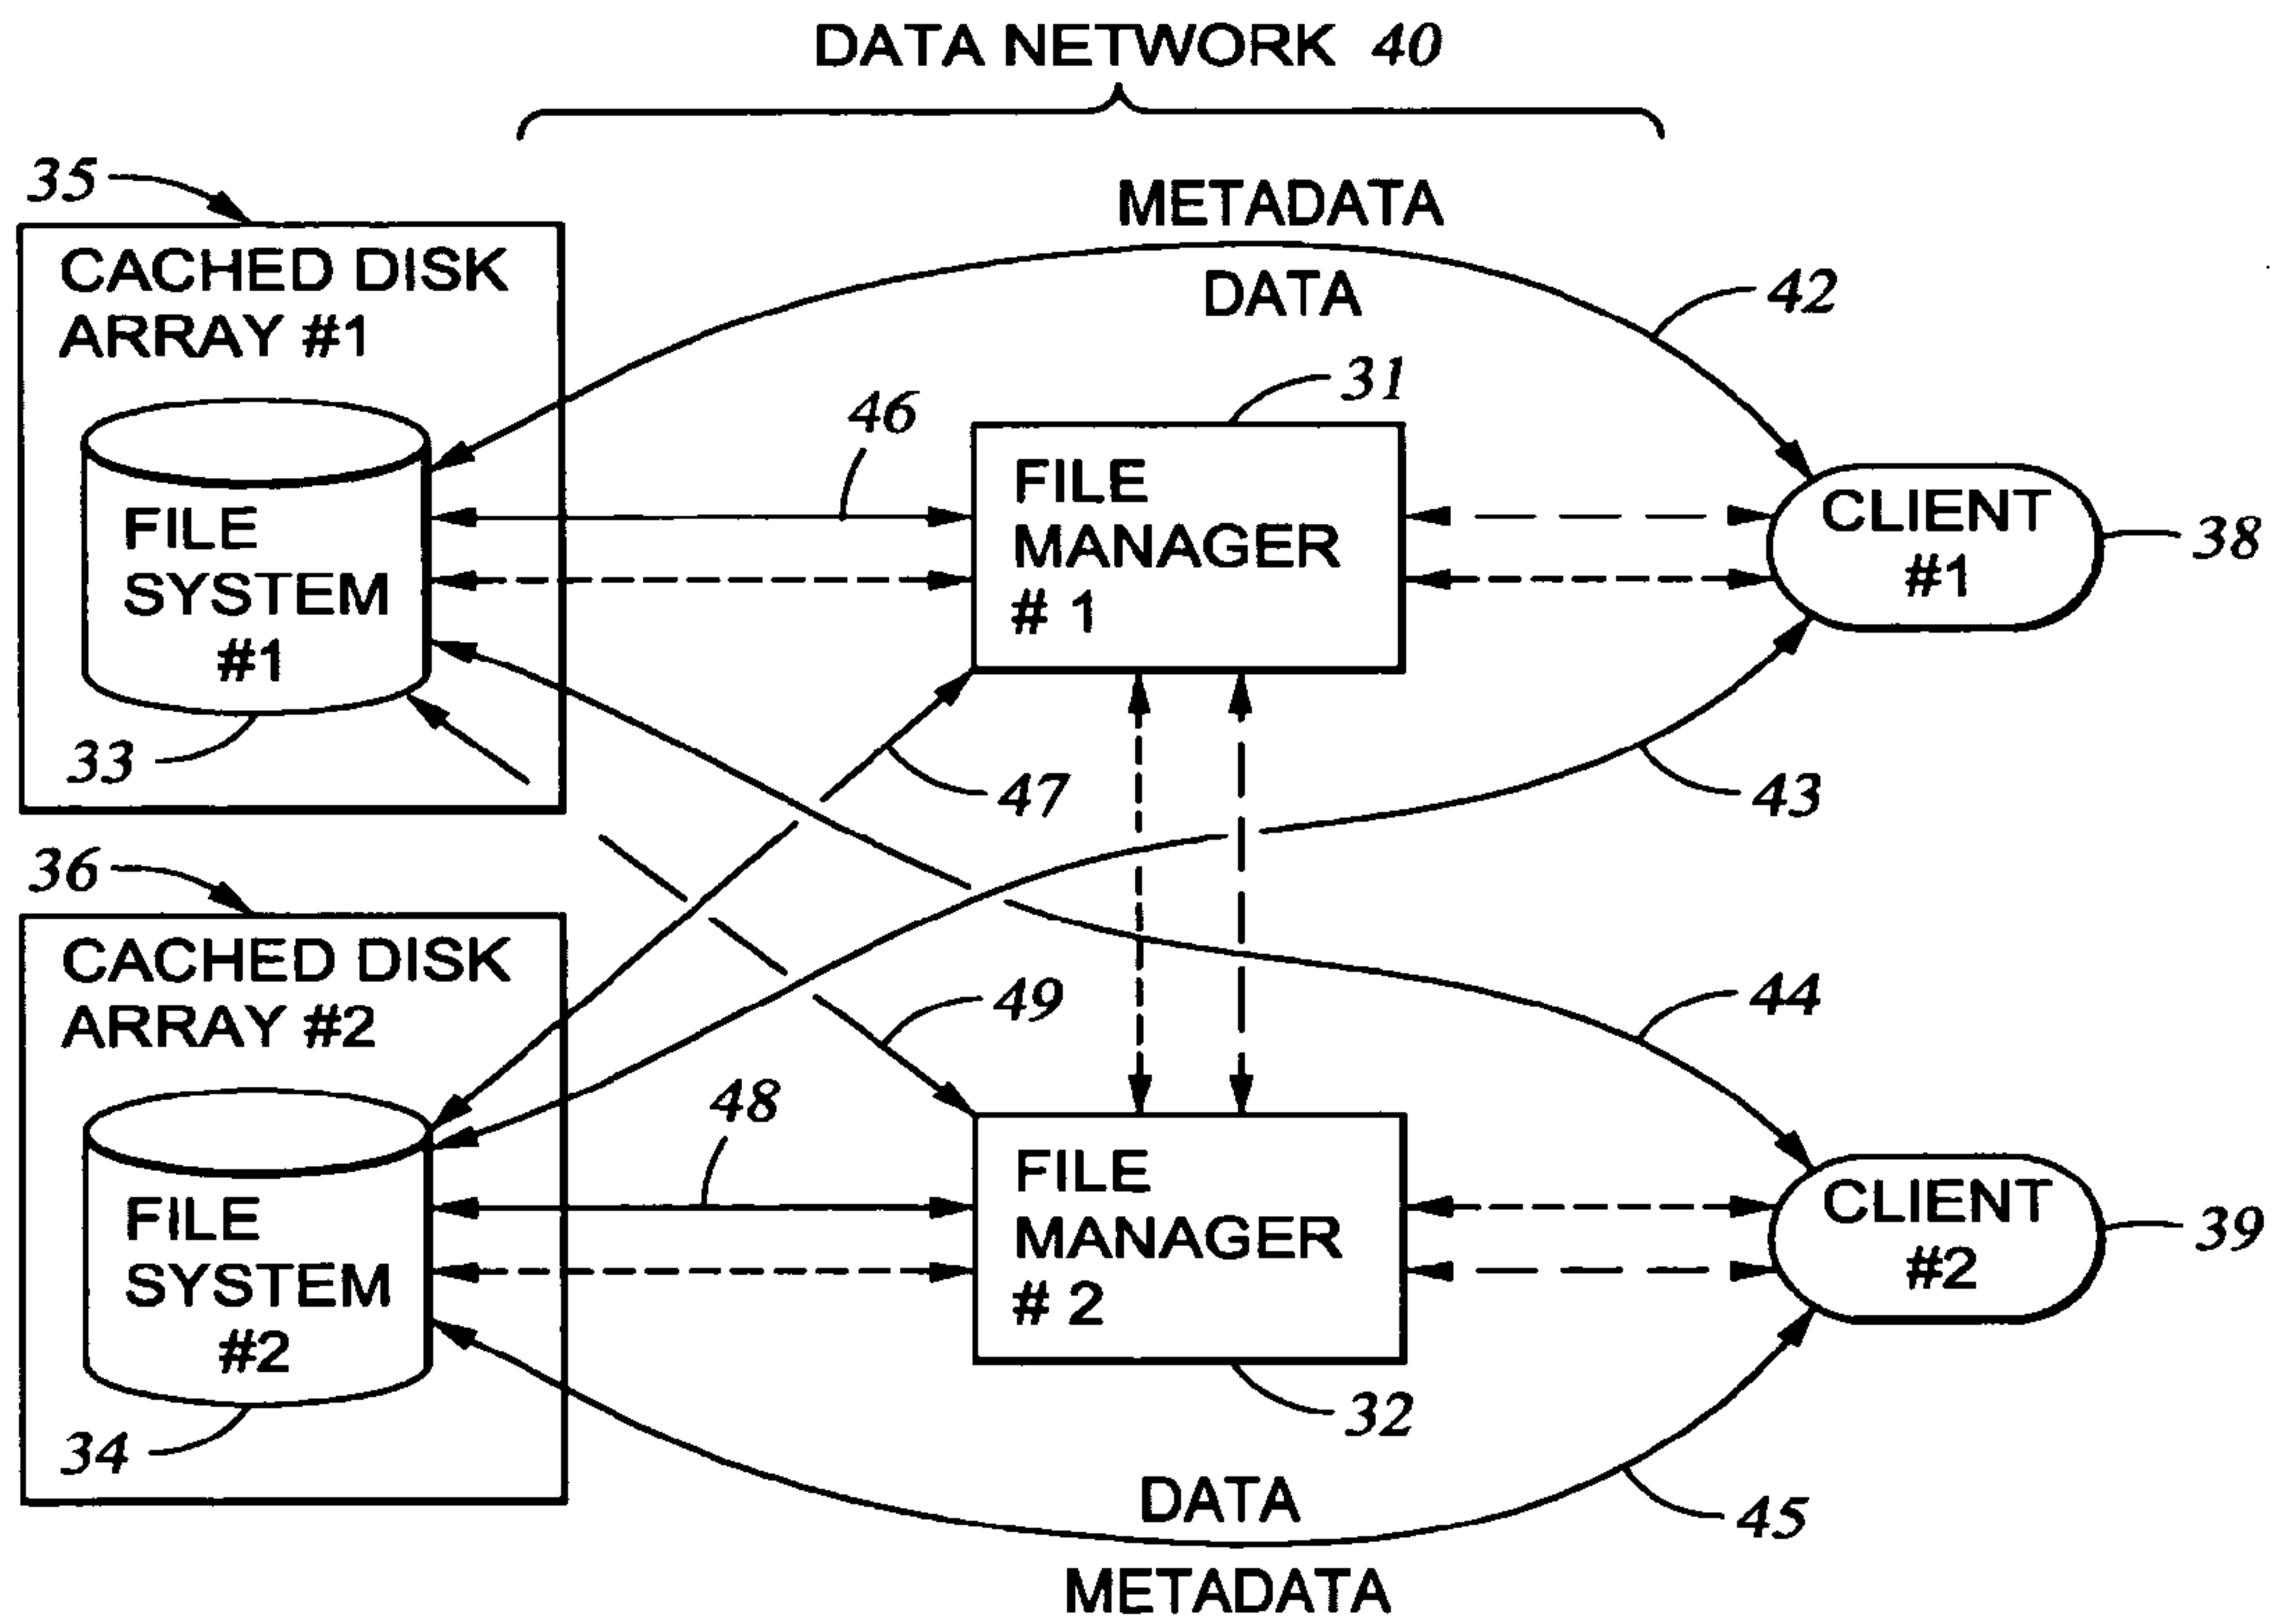 DATA NETWORK 40
METADATA
DATA
35
CACHED DISK
ARRAY #1
42
31
46
FILE
MANAGER
# 1
CLIENT
#1
38
FILE
SYSTEM
#1
33
47
43
36
CACHED DISK
ARRAY #2
49
44
48
FILE
MANAGER
# 2
CLIENT
#2
39
FILE
SYSTEM
#2
34
32
DATA
45
METADATA